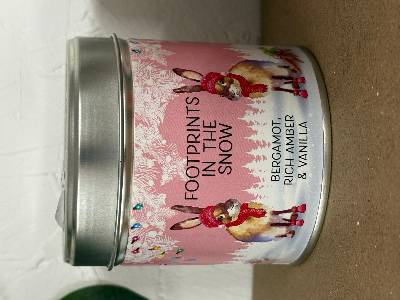 FOOTPRINTS
IN THE
SNOW
BERGAMOT,
RICH AMBER
& VANILLA